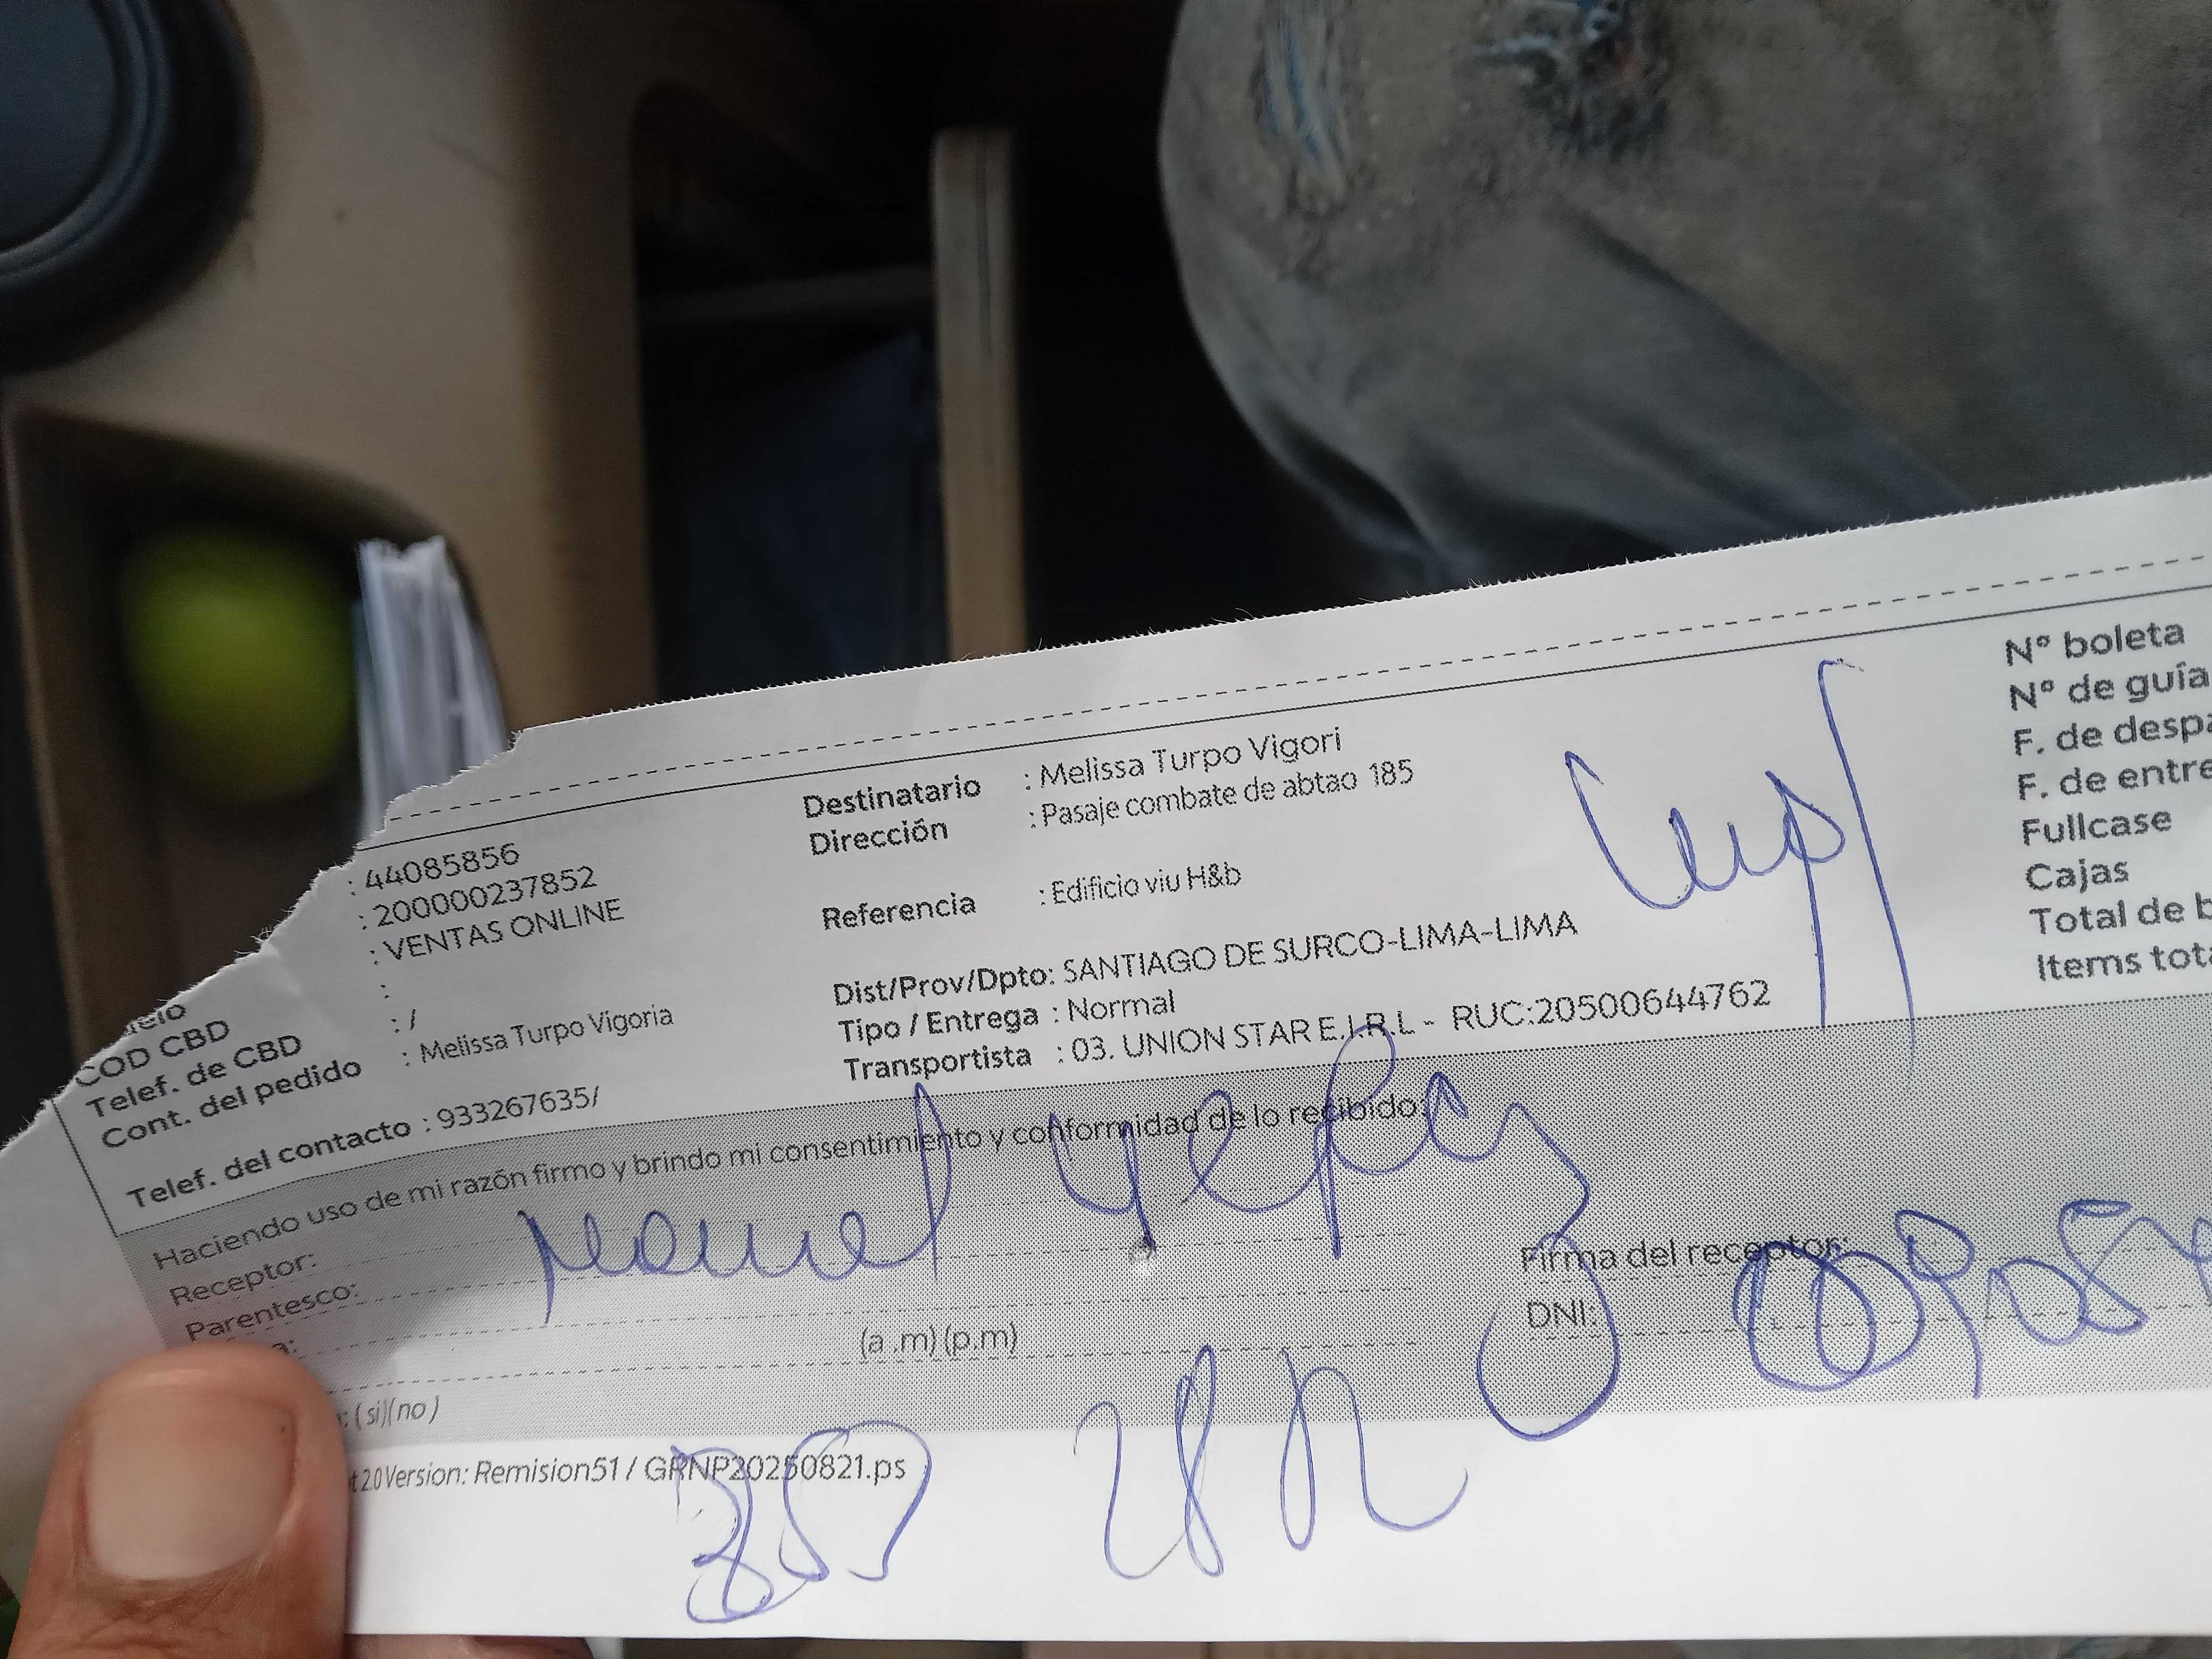 : 44085856
: 200000237852
: VENTAS ONLINE
:
COD CBD : /
Telef. de CBD
Cont. del pedido : Melissa Turpo Vigoria
Telef. del contacto : 933267635/
Destinatario : Melissa Turpo Vigori
Dirección : Pasaje combate de abtao 185
Referencia : Edificio viu H&b
Dist/Prov/Dpto: SANTIAGO DE SURCO-LIMA-LIMA
Tipo / Entrega : Normal
Transportista : 03. UNION STAR E.I.R.L - RUC:20500644762
N° boleta
N° de guía
F. de despa
F. de entre
Fullcase
Cajas
Total de b
Items tot
Haciendo uso de mi razón firmo y brindo mi consentimiento y conformidad de lo recibido:
Receptor: Manuel Yepez
Parentesco:
Firma del receptor:
(a .m) (p.m)
DNI:
: ( si)(no )
2.0 Version: Remision51 / GRNP20250821.ps